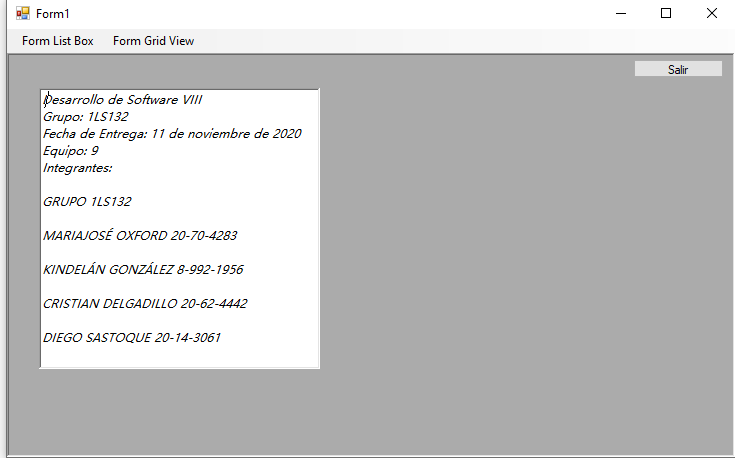 Form1
Form List Box Form Grid View
Salir
Desarrollo de Software VIII
Grupo: 1LS132
Fecha de Entrega: 11 de noviembre de 2020
Equipo: 9
Integrantes:
GRUPO 1LS132
MARIAJOSÉ OXFORD 20-70-4283
KINDELÁN GONZÁLEZ 8-992-1956
CRISTIAN DELGADILLO 20-62-4442
DIEGO SASTOQUE 20-14-3061